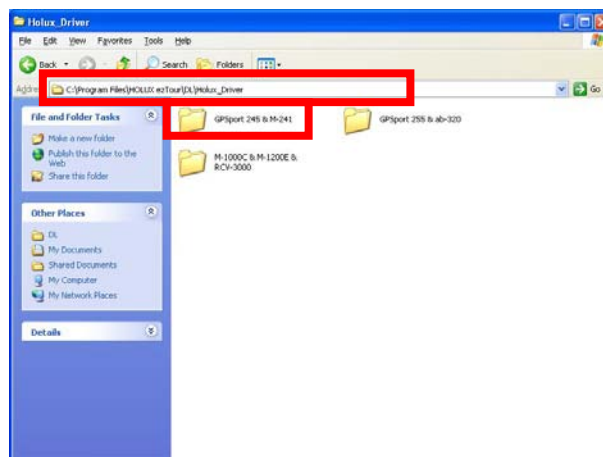 Holux_Driver
File Edit View Favorites Tools Help
Back Search Folders
Address C:\Program Files\HOLUX ezTour\DL\Holux_Driver Go
File and Folder Tasks
Make a new folder
Publish this folder to the
Web
Share this folder
Other Places
DL
My Documents
Shared Documents
My Computer
My Network Places
Details
GPSport 245 & M-241
GPSport 255 & ab-320
M-1000C & M-1200E &
RCV-3000